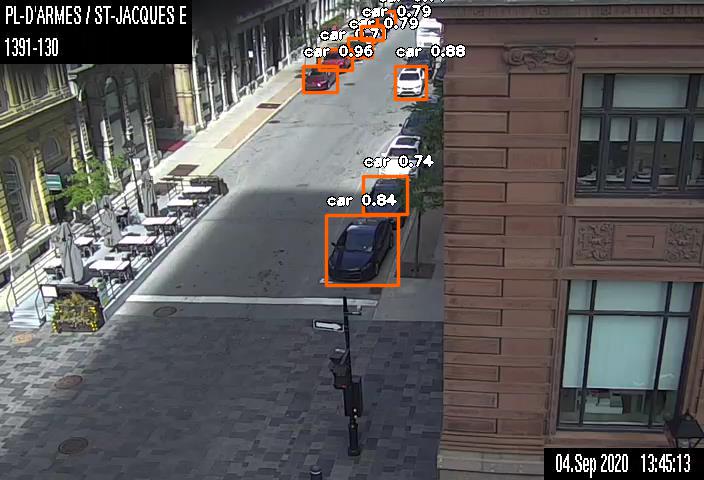 PL-D'ARMES / ST-JACQUES E
1391-130
car 0.79
car 0.79
car 0.96
car 0.88
car 0.74
car 0.84
04.Sep 2020 13:45:13